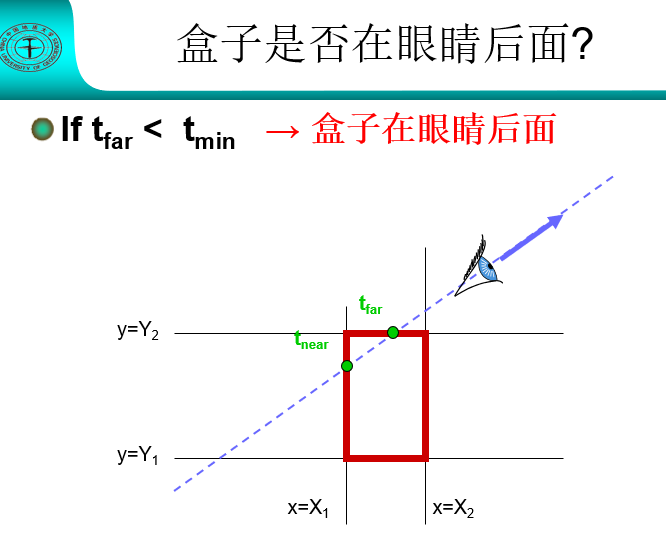 盒子是否在眼睛后面?
If tfar < tmin → 盒子在眼睛后面
tfar
y=Y2
tnear
y=Y1
x=X1
x=X2